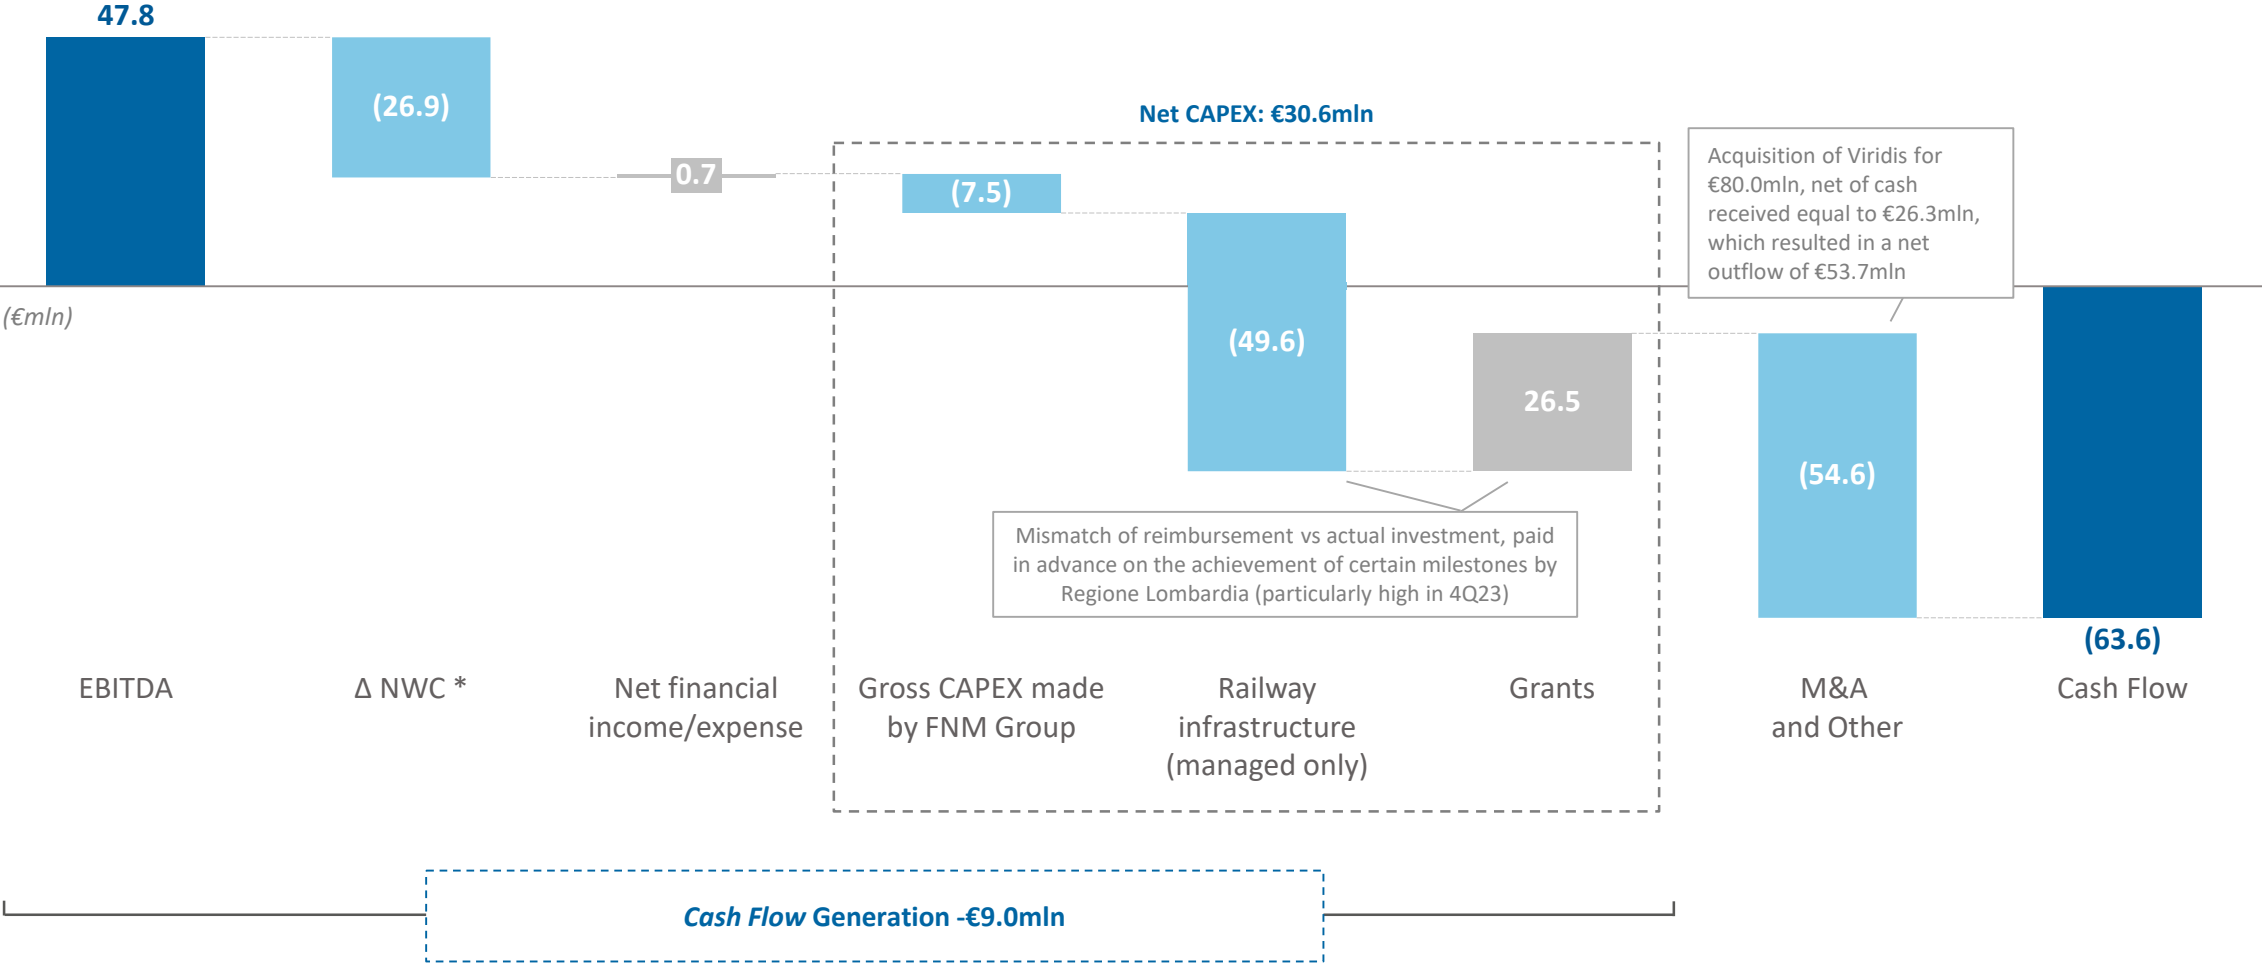 47.8
(26.9)
0.7
Net CAPEX: €30.6mln
(7.5)
(49.6)
26.5
Acquisition of Viridis for
€80.0mln, net of cash
received equal to €26.3mln,
which resulted in a net
outflow of €53.7mln
(54.6)
(63.6)
(€mln)
Mismatch of reimbursement vs actual investment, paid
in advance on the achievement of certain milestones by
Regione Lombardia (particularly high in 4Q23)
EBITDA
Δ NWC *
Net financial
income/expense
Gross CAPEX made
by FNM Group
Railway
infrastructure
(managed only)
Grants
M&A
and Other
Cash Flow
Cash Flow Generation -€9.0mln